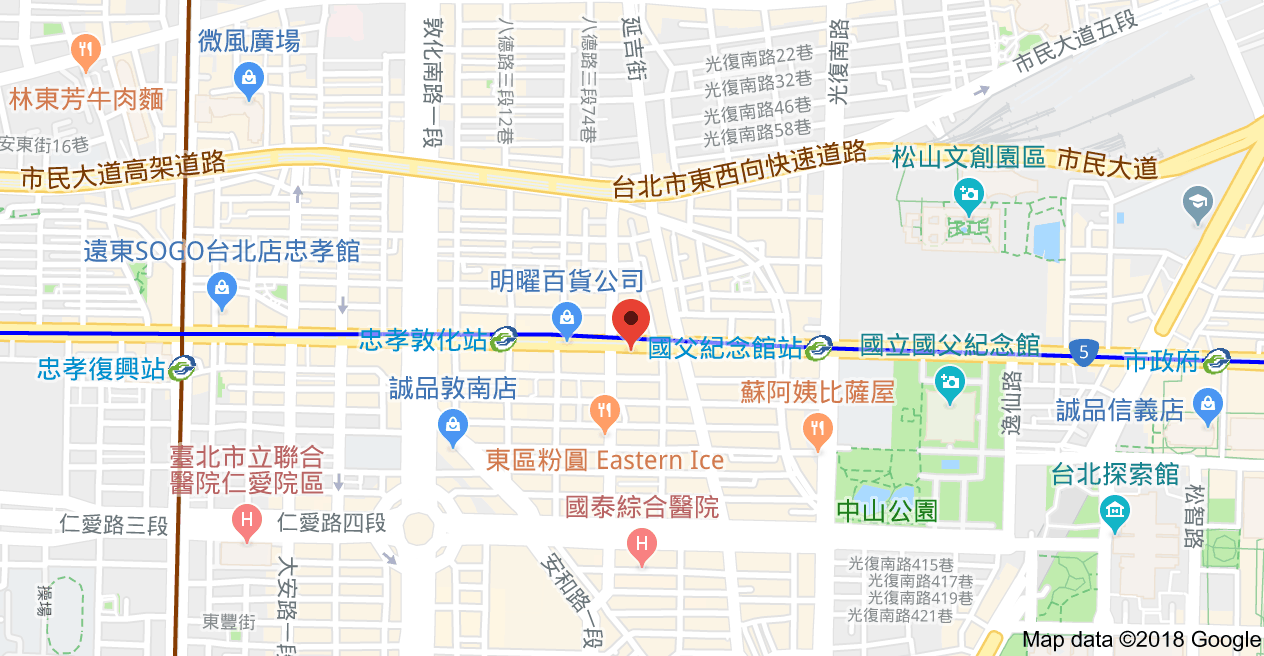 微風廣場
林東芳牛肉麵
敦化南路一段
八德路三段12巷
八德路三段74巷
延吉街
光復南路22巷
光復南路32巷
光復南路46巷
光復南路58巷
光復南路
市民大道五段
安東街16巷
市民大道高架道路
台北市東西向快速道路
松山文創園區
市民大道
遠東SOGO台北店忠孝館
明曜百貨公司
忠孝敦化站
國父紀念館站
國立國父紀念館
5
市政府
忠孝復興站
誠品敦南店
蘇阿姨比薩屋
逸仙路
誠品信義店
東區粉圓 Eastern Ice
臺北市立聯合
醫院仁愛院區
H
國泰綜合醫院
H
中山公園
台北探索館
松智路
仁愛路三段
仁愛路四段
大安路一段
安和路一段
光復南路415巷
光復南路417巷
光復南路419巷
光復南路421巷
操場
東豐街
Map data ©2018 Google